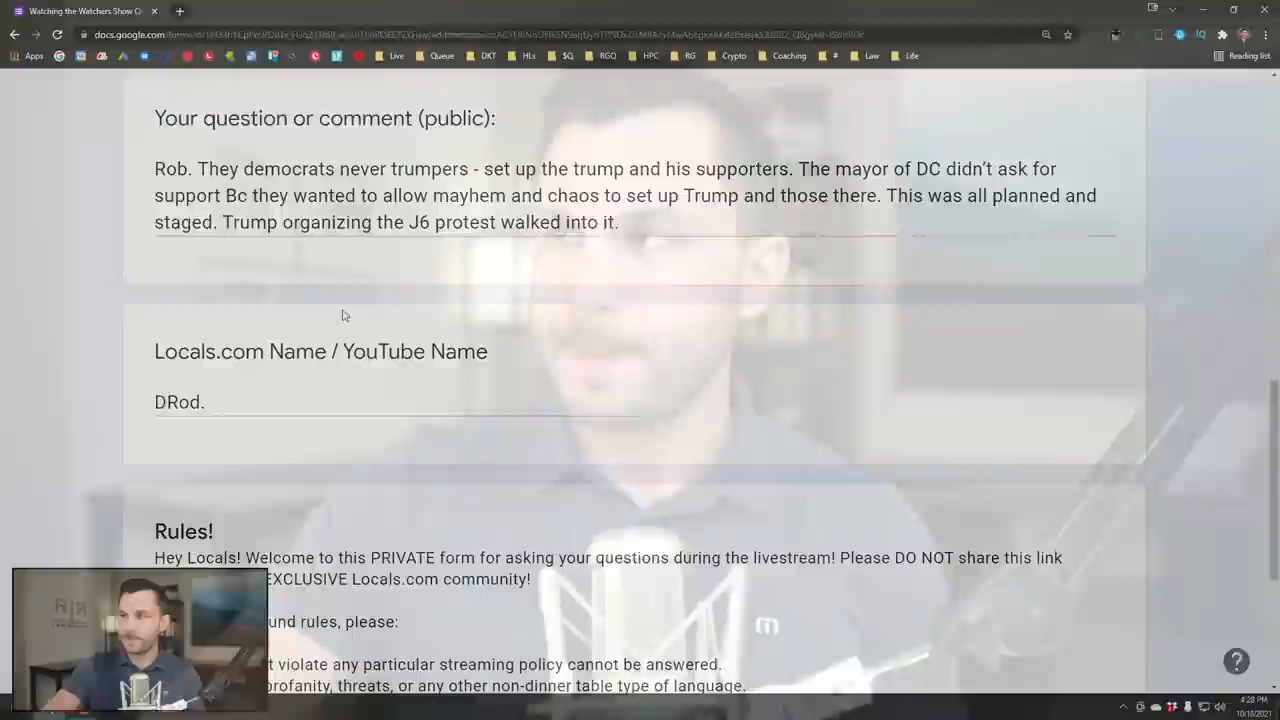 Watching the Watchers Show
Apps
Live
Queue
DKT
HLs
$Q
RGQ
HPC
RG
Crypto
Coaching
#
Law
Life
Reading list
Your question or comment (public):
Rob. They democrats never trumpers - set up the trump and his supporters. The mayor of DC didn’t ask for
support Bc they wanted to allow mayhem and chaos to set up Trump and those there. This was all planned and
staged. Trump organizing the J6 protest walked into it.
Locals.com Name / YouTube Name
DRod.
Rules!
Hey Locals! Welcome to this PRIVATE form for asking your questions during the livestream! Please DO NOT share this link
EXCLUSIVE Locals.com community!
und rules, please:
t violate any particular streaming policy cannot be answered.
profanity, threats, or any other non-dinner table type of language.
4:28 PM
10/18/2021